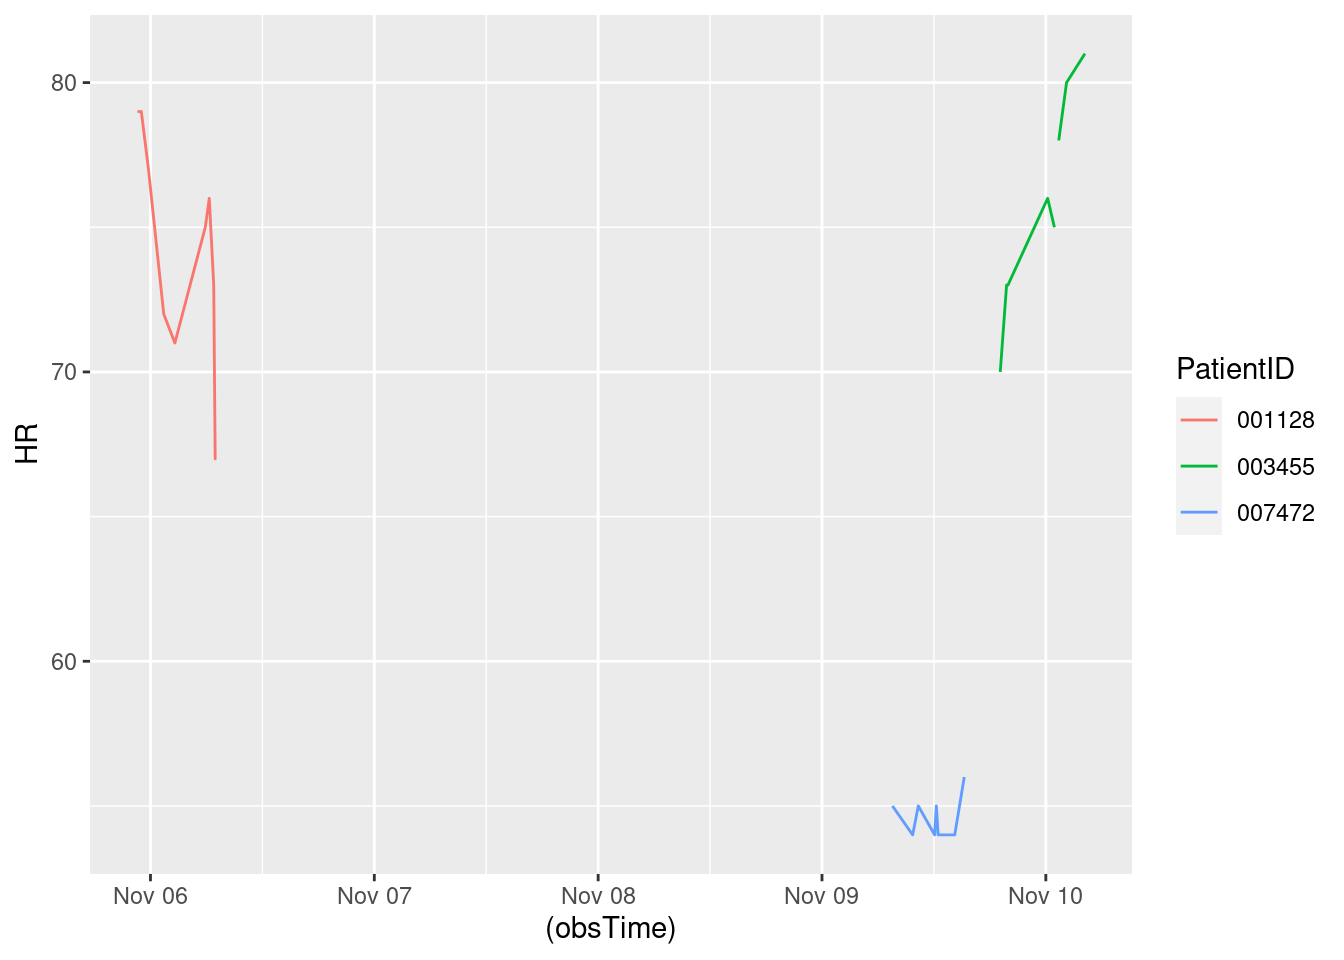 80
70
60
HR
Nov 06
Nov 07
Nov 08
Nov 09
Nov 10
(obsTime)
PatientID
001128
003455
007472